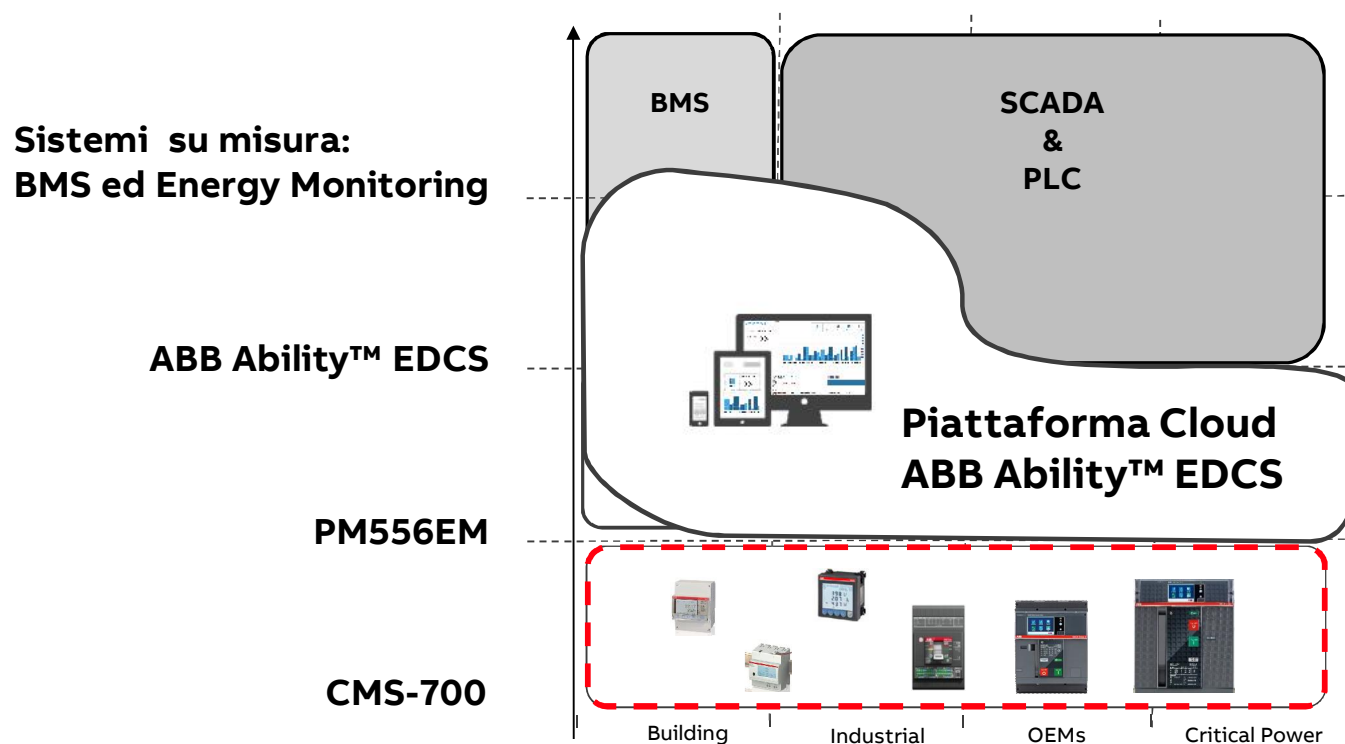 BMS
SCADA
&
PLC
Sistemi su misura:
BMS ed Energy Monitoring
ABB Ability™ EDCS
Piattaforma Cloud
ABB Ability™ EDCS
PM556EM
CMS-700
Building
Industrial
OEMs
Critical Power